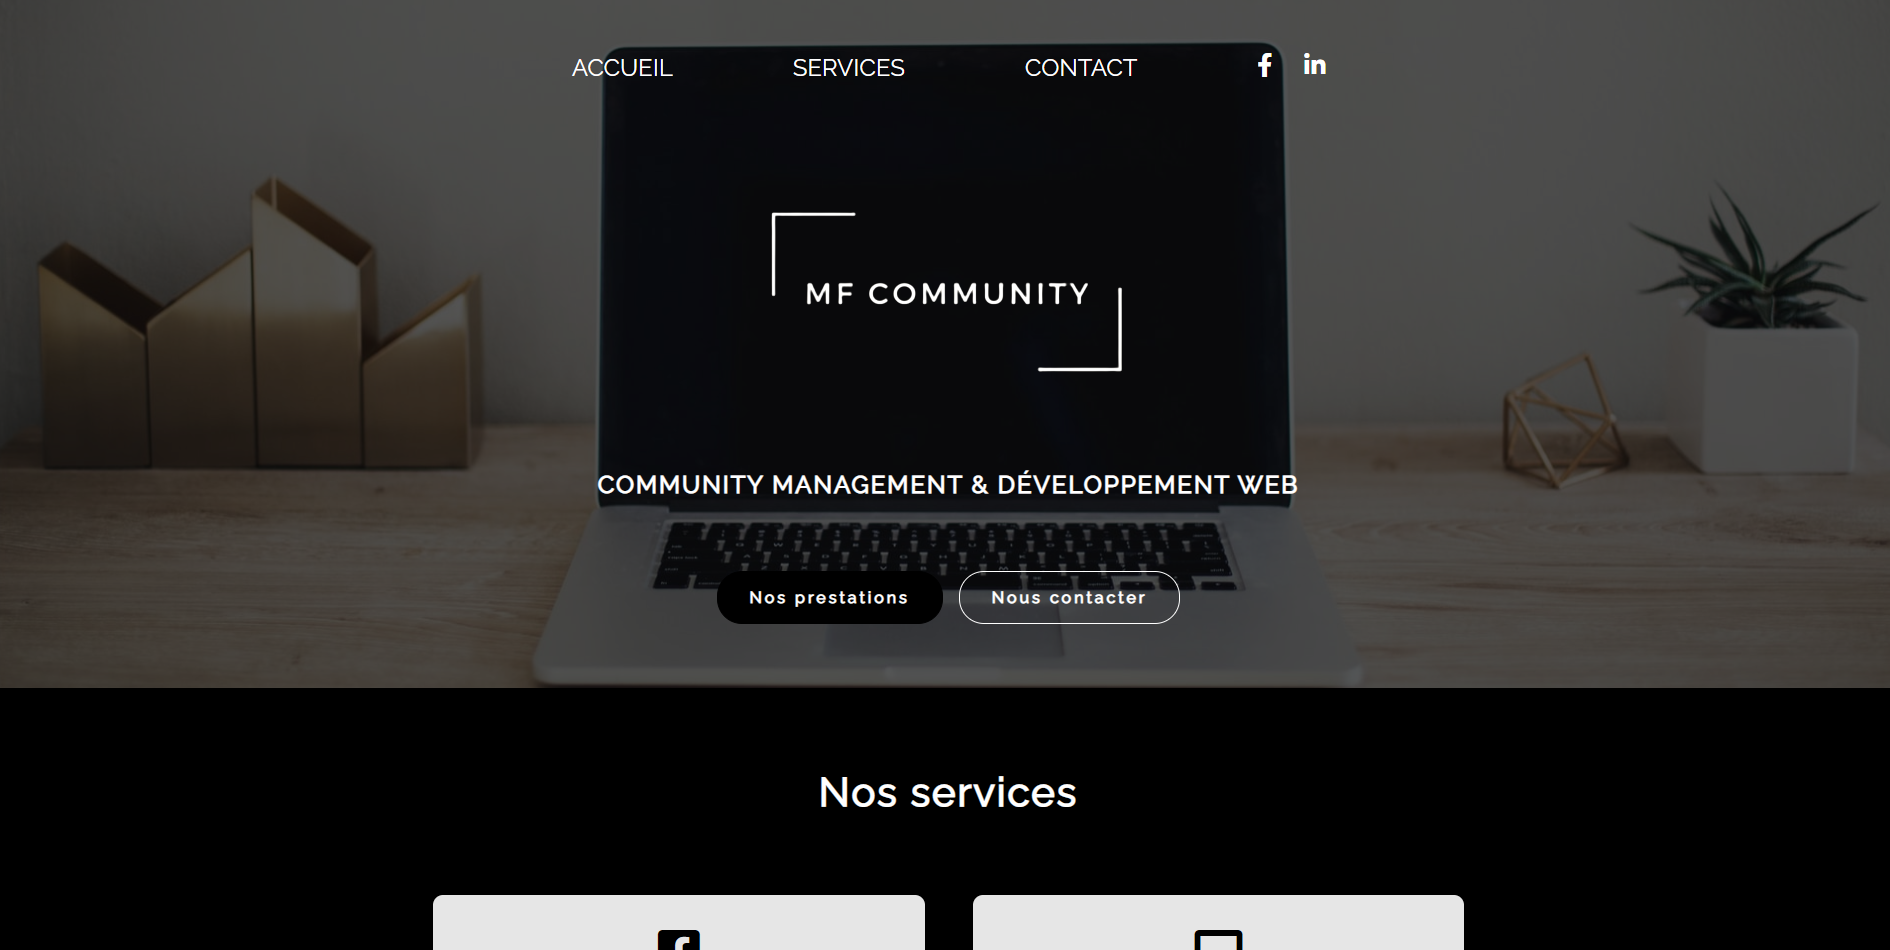 ACCUEIL SERVICES CONTACT
MF COMMUNITY
COMMUNITY MANAGEMENT & DÉVELOPPEMENT WEB
Nos prestations Nous contacter
Nos services